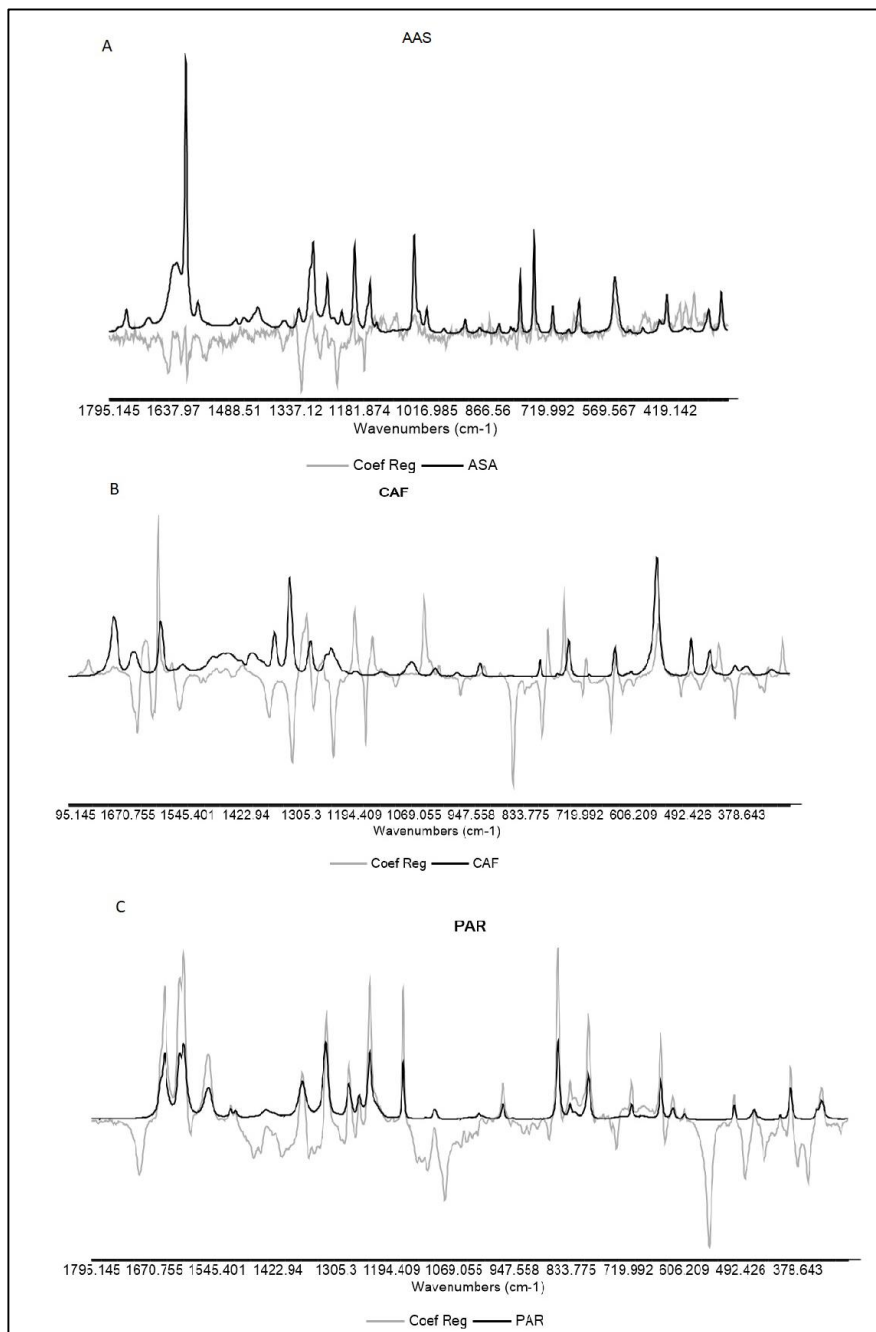 A
AAS
1795.145 1637.97 1488.51 1337.12 1181.874 1016.985 866.56 719.992 569.567 419.142
Wavenumbers (cm-1)
Coef Reg ASA
B
CAF
95.145 1670.755 1545.401 1422.94 1305.3 1194.409 1069.055 947.558 833.775 719.992 606.209 492.426 378.643
Wavenumbers (cm-1)
Coef Reg CAF
C
PAR
1795.145 1670.755 1545.401 1422.94 1305.3 1194.409 1069.055 947.558 833.775 719.992 606.209 492.426 378.643
Wavenumbers (cm-1)
Coef Reg PAR